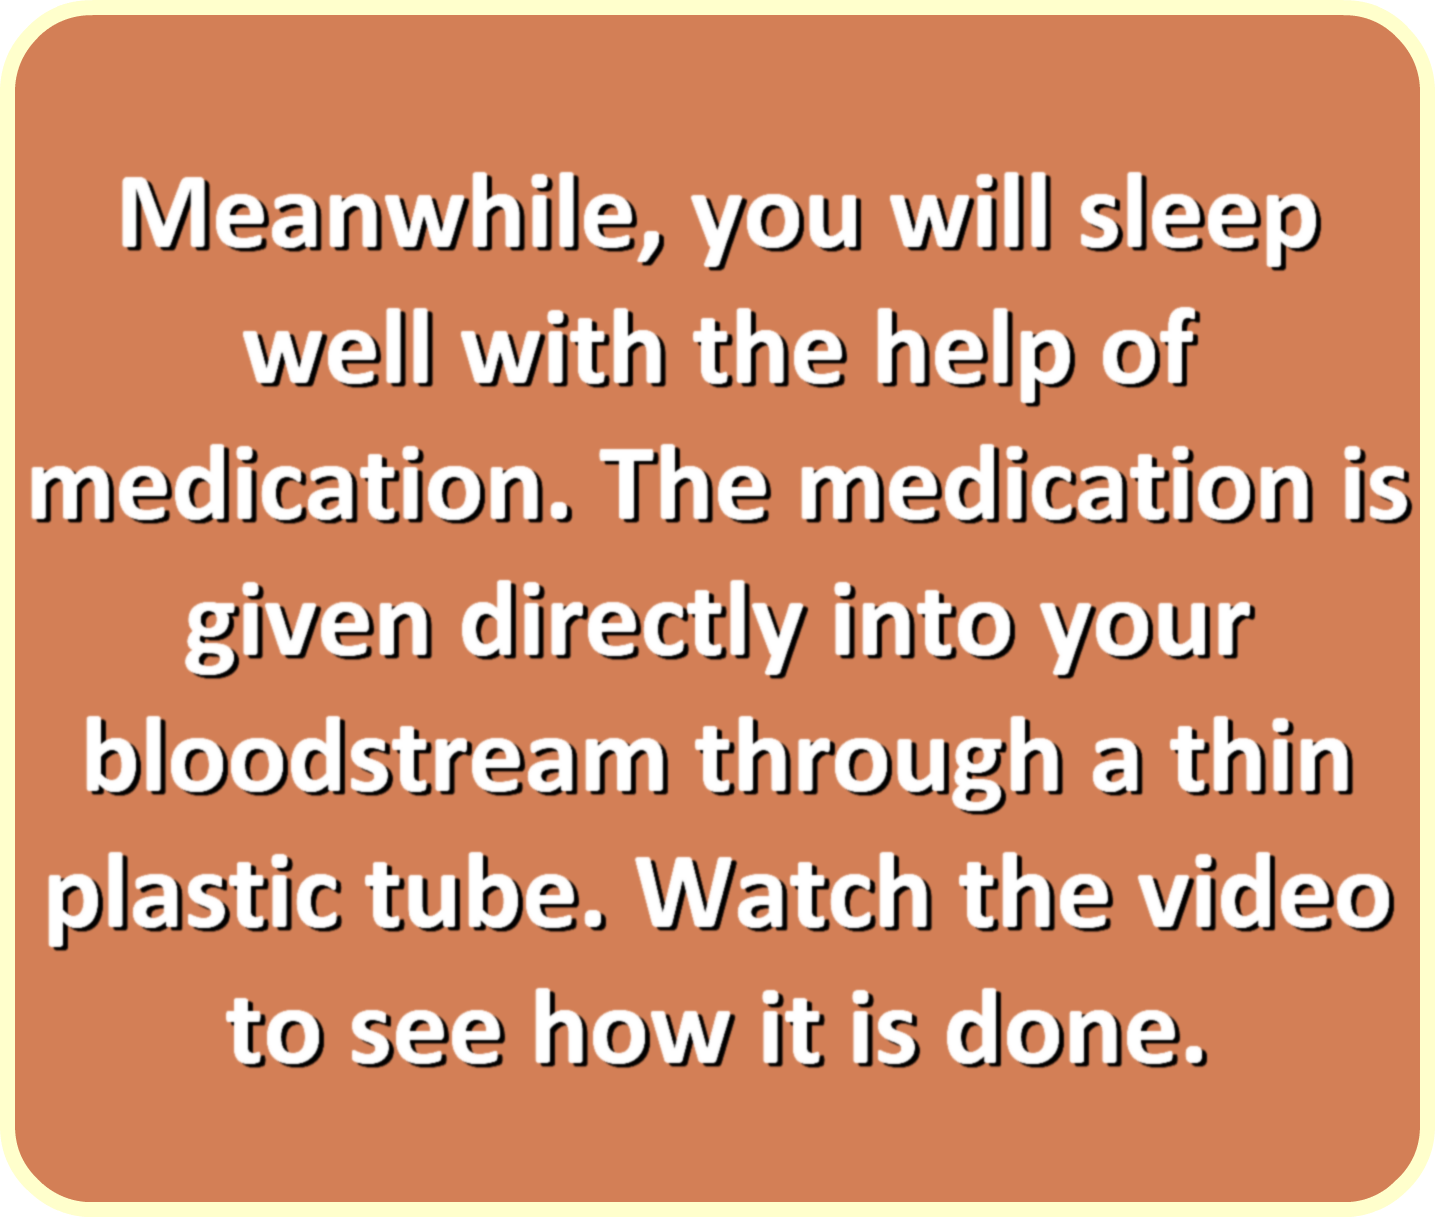 Meanwhile, you will sleep
well with the help of
medication. The medication is
given directly into your
bloodstream through a thin
plastic tube. Watch the video
to see how it is done.